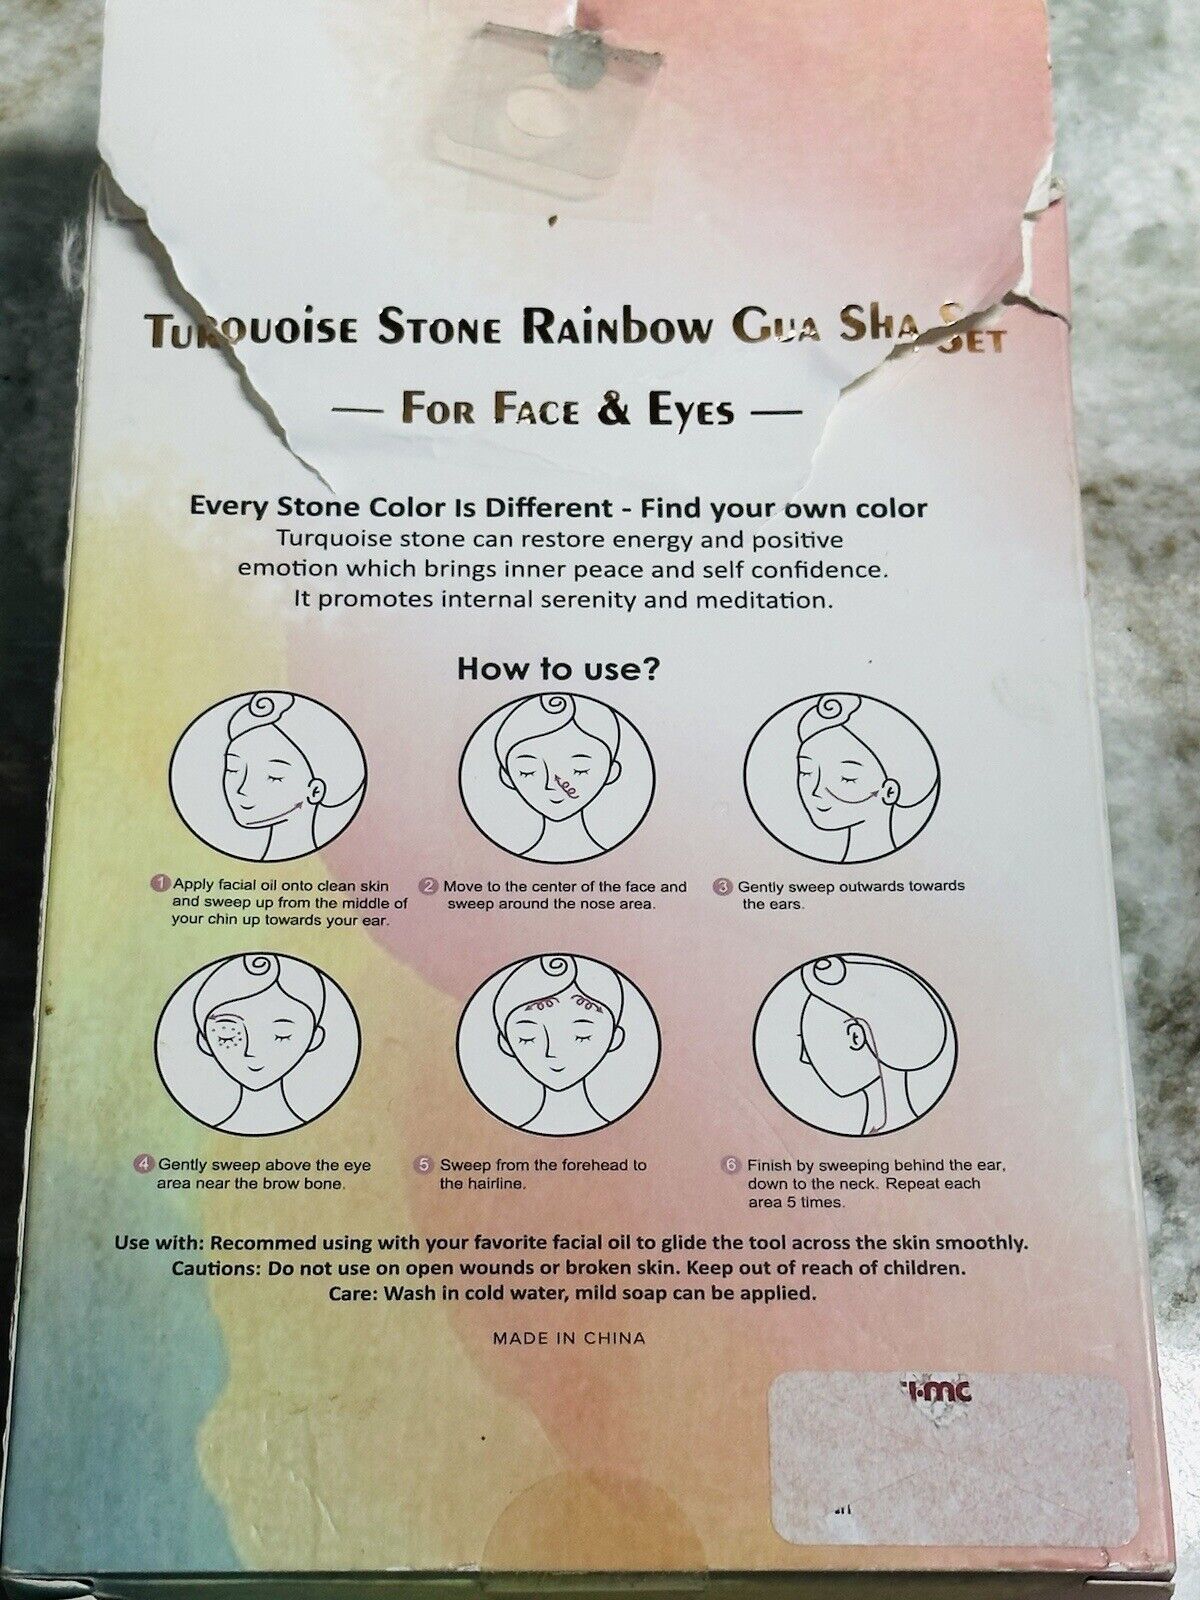 Turquoise Stone Rainbow Gua Sha Set
— For Face & Eyes —
Every Stone Color Is Different - Find your own color
Turquoise stone can restore energy and positive
emotion which brings inner peace and self confidence.
It promotes internal serenity and meditation.
How to use?
1 Apply facial oil onto clean skin
and sweep up from the middle of
your chin up towards your ear.
2 Move to the center of the face and
sweep around the nose area.
3 Gently sweep outwards towards
the ears.
4 Gently sweep above the eye
area near the brow bone.
5 Sweep from the forehead to
the hairline.
6 Finish by sweeping behind the ear,
down to the neck. Repeat each
area 5 times.
Use with: Recommed using with your favorite facial oil to glide the tool across the skin smoothly.
Cautions: Do not use on open wounds or broken skin. Keep out of reach of children.
Care: Wash in cold water, mild soap can be applied.
MADE IN CHINA